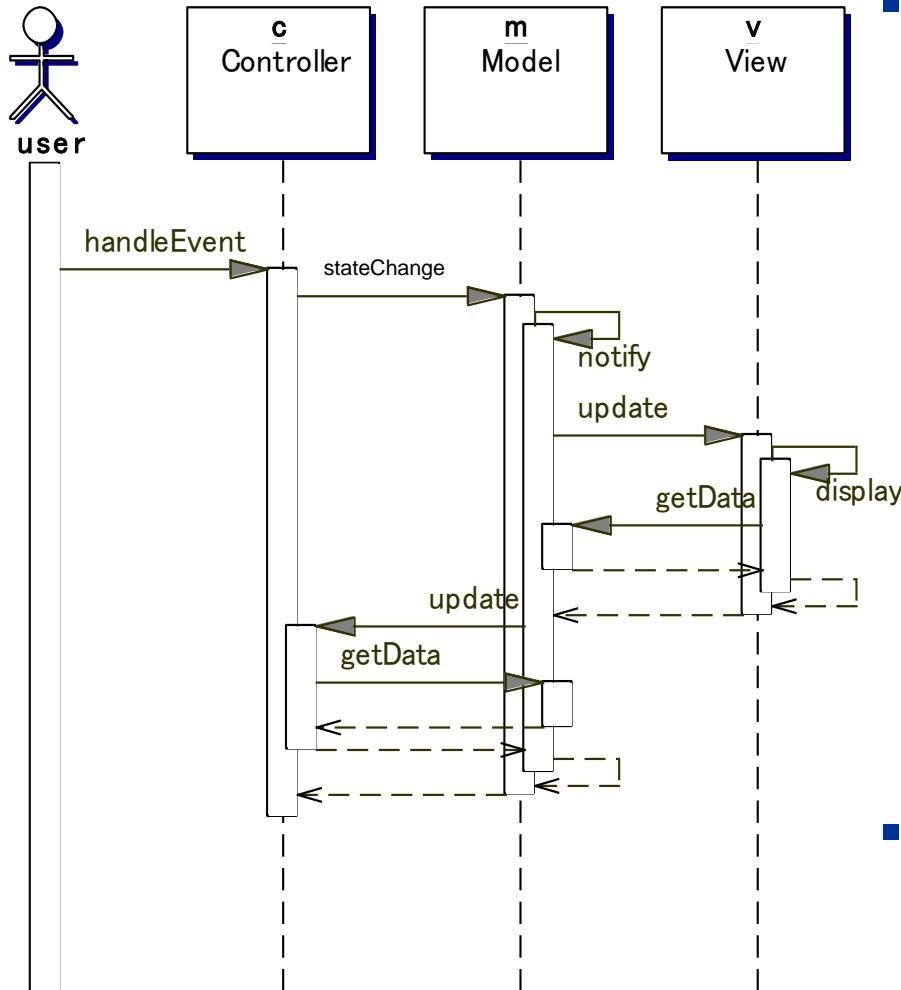 c
Controller
m
Model
v
View
user
handleEvent
stateChange
notify
update
display
getData
update
getData